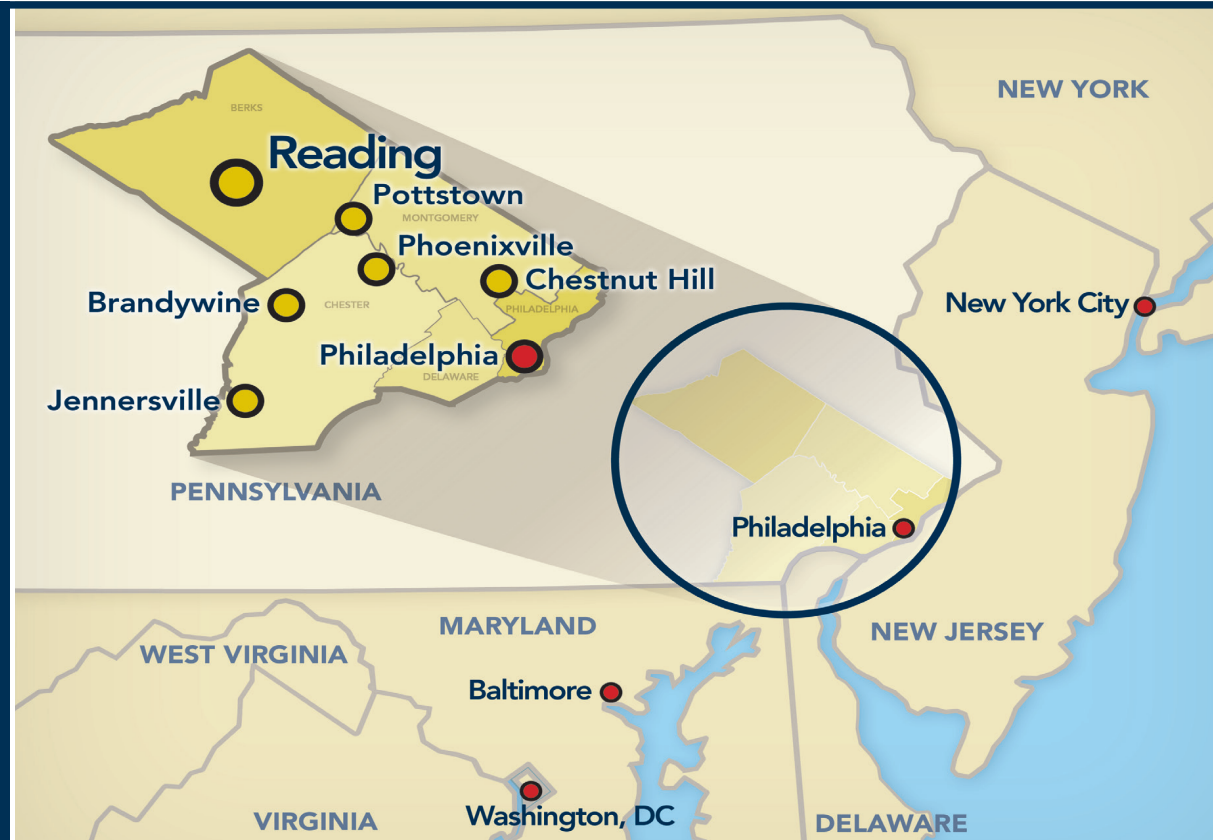 NEW YORK
BERKS
Reading
Pottstown
MONTGOMERY
Phoenixville
Chestnut Hill
Brandywine
CHESTER
PHILADELPHIA
New York City
Philadelphia
DELAWARE
Jennersville
PENNSYLVANIA
Philadelphia
MARYLAND
NEW JERSEY
WEST VIRGINIA
Baltimore
Washington, DC
VIRGINIA
DELAWARE